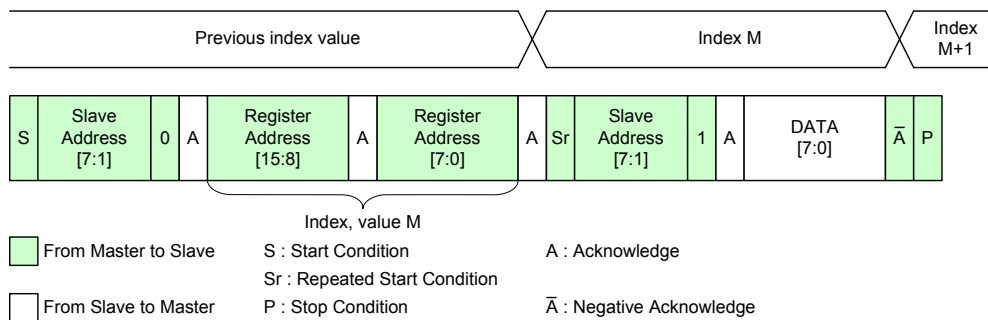 Previous index value
Index M
Index
M+1
S
Slave
Address
[7:1]
0
A
Register
Address
[15:8]
A
Register
Address
[7:0]
A
Sr
Slave
Address
[7:1]
1
A
DATA
[7:0]
A̅
P
Index, value M
From Master to Slave
S : Start Condition
A : Acknowledge
Sr : Repeated Start Condition
From Slave to Master
P : Stop Condition
A̅ : Negative Acknowledge